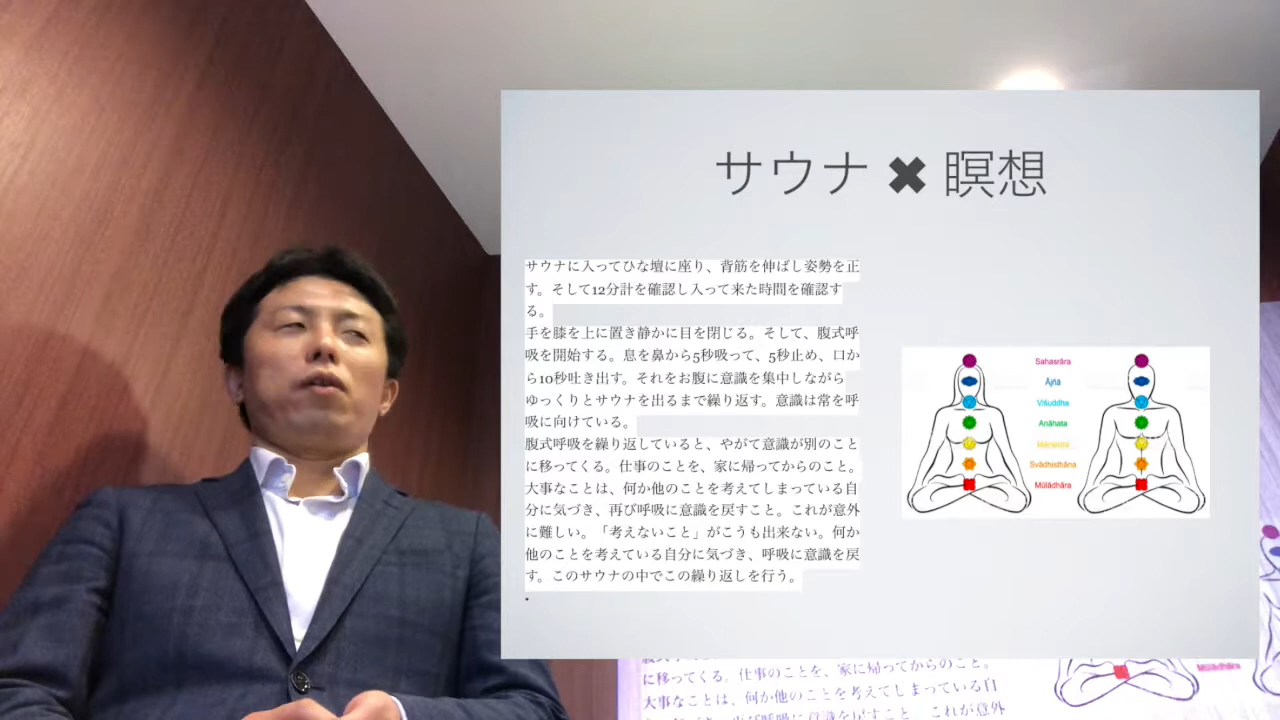 サウナ ✖ 瞑想
サウナに入ってひな壇に座り、背筋を伸ばし姿勢を正
す。そして12分計を確認し入って来た時間を確認す
る。
手を膝を上に置き静かに目を閉じる。そして、腹式呼
吸を開始する。息を鼻から5秒吸って、5秒止め、口か
ら10秒吐き出す。それをお腹に意識を集中しながら
ゆっくりとサウナを出るまで繰り返す。意識は常を呼
吸に向けている。
腹式呼吸を繰り返していると、やがて意識が別のこと
に移ってくる。仕事のことを、家に帰ってからのこと。
大事なことは、何か他のことを考えてしまっている自
分に気づき、再び呼吸に意識を戻すこと。これが意外
に難しい。「考えないこと」がこうも出来ない。何か
他のことを考えている自分に気づき、呼吸に意識を戻
す。このサウナの中でこの繰り返しを行う。
Sahasrāra
Ājñā
Viśuddha
Anāhata
Svādhisthāna
Mūlādhāra
に移ってくる。仕事のことを、家に帰ってからのこと。
大事なことは、何か他のことを考えてしまっている自
これが意外
Mūlādhāra